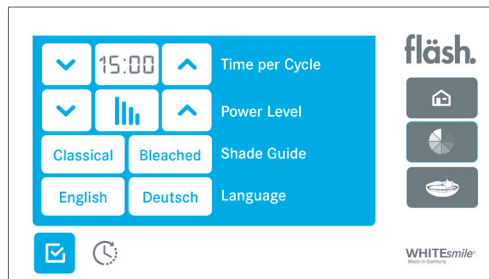 fläsh.
15:00 Time per Cycle
Power Level
Classical Bleached Shade Guide
English Deutsch Language
WHITEsmile®
Made in Germany